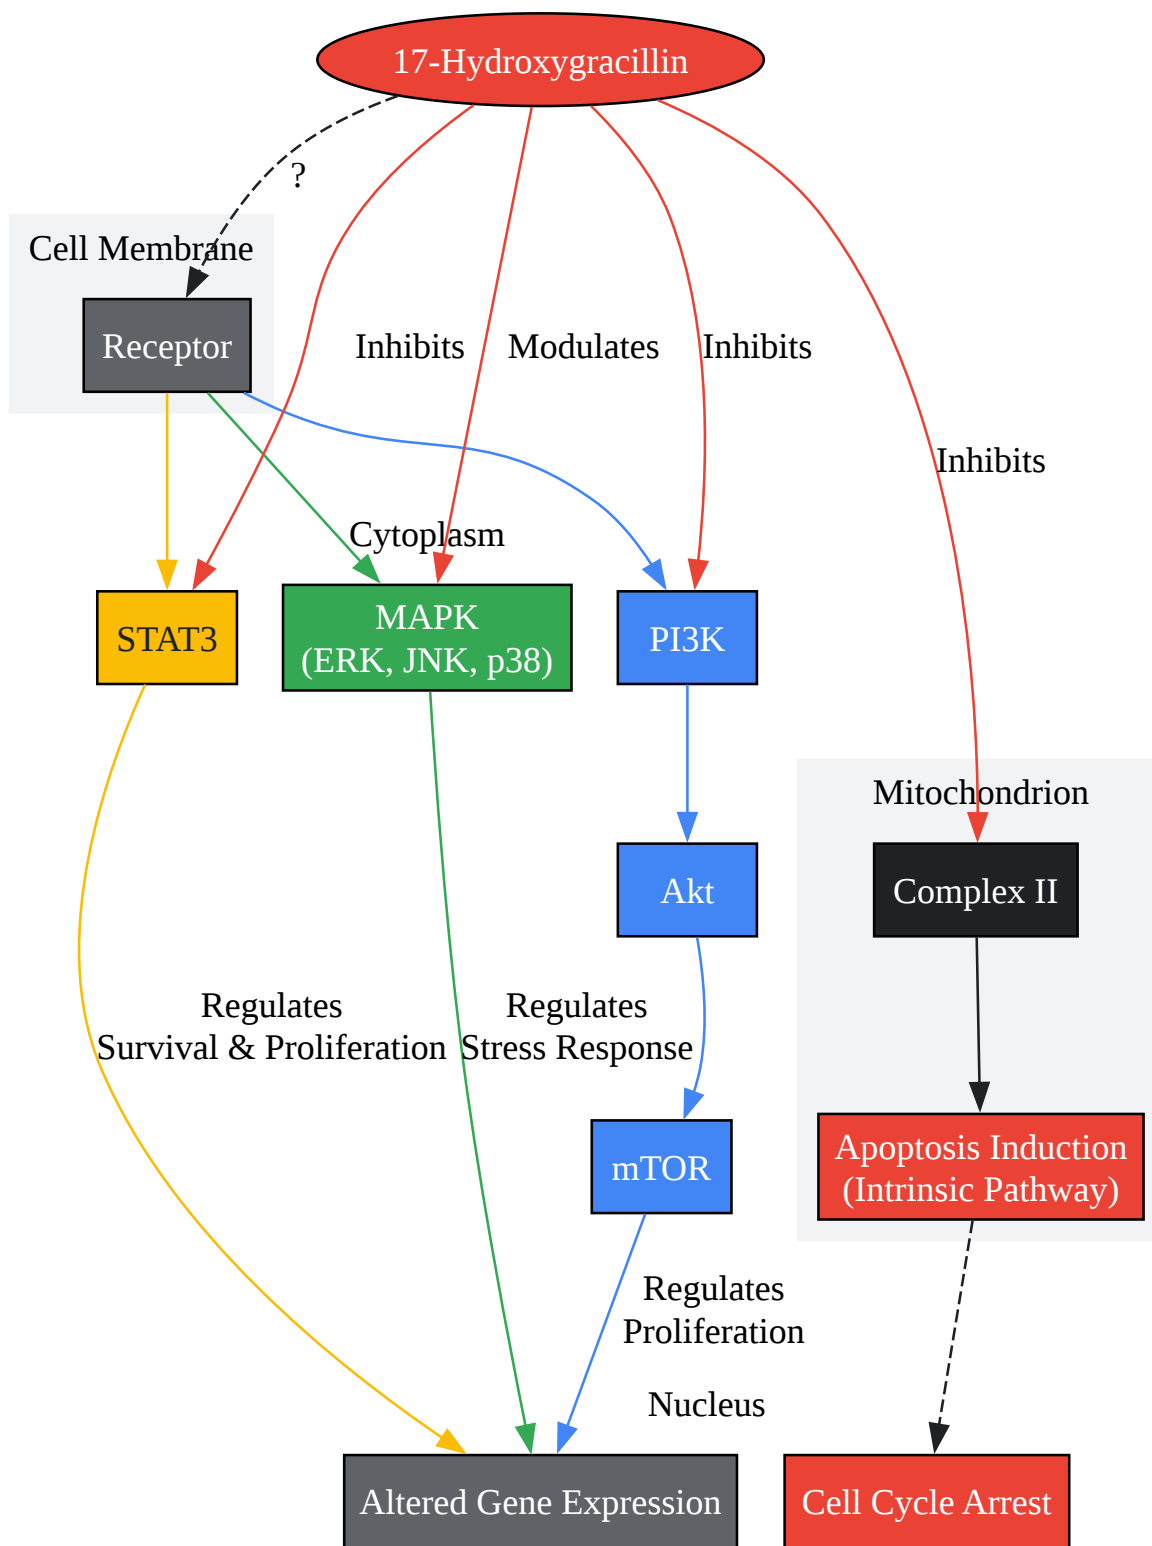 17-Hydroxygracillin
?
Cell Membrane
Receptor
Inhibits
Modulates
Inhibits
Inhibits
Cytoplasm
STAT3
MAPK
(ERK, JNK, p38)
PI3K
Mitochondrion
Akt
Complex II
Regulates
Survival & Proliferation
Regulates
Stress Response
mTOR
Apoptosis Induction
(Intrinsic Pathway)
Regulates
Proliferation
Nucleus
Altered Gene Expression
Cell Cycle Arrest